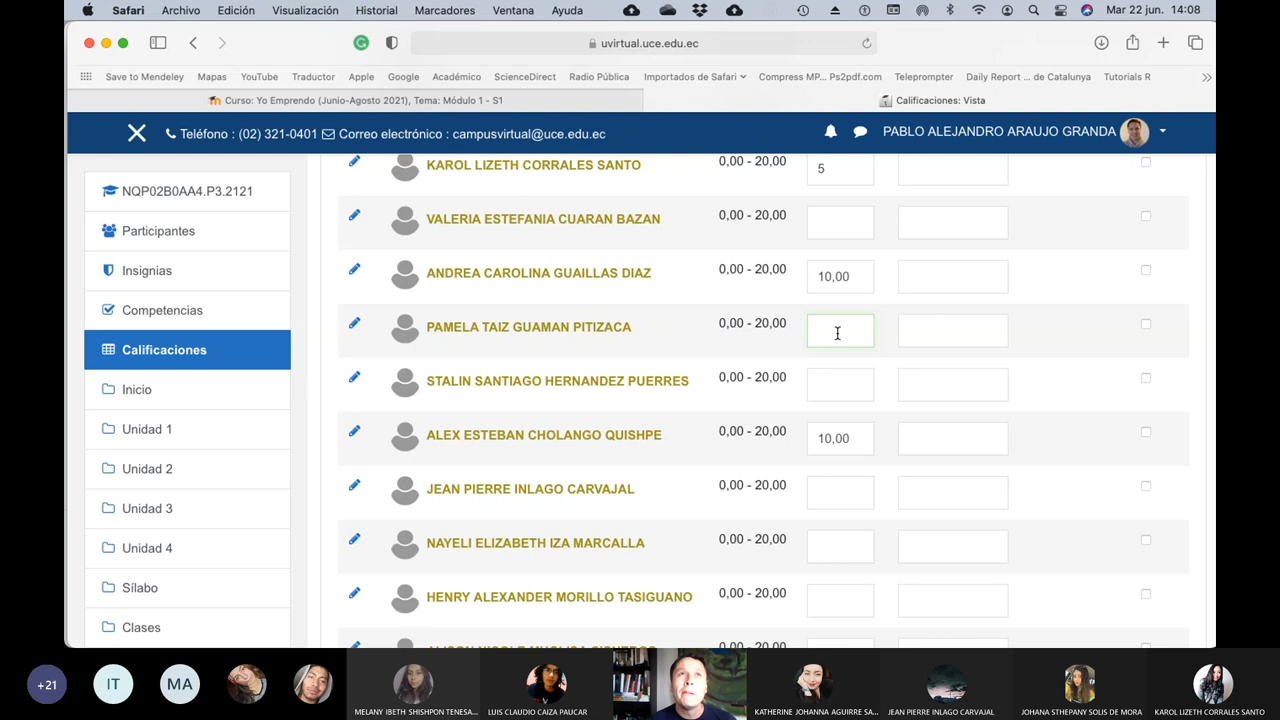 Safari Archivo Edición Visualización Historial Marcadores Ventana Ayuda Mar 22 jun. 14:08
uvirtual.uce.edu.ec
Save to Mendeley Mapas YouTube Traductor Apple Google Académico ScienceDirect Radio Pública Importados de Safari Compress MP... Ps2pdf.com Teleprompter Daily Report ... de Catalunya Tutorials R
Curso: Yo Emprendo (Junio-Agosto 2021), Tema: Módulo 1 - S1 Calificaciones: Vista
Teléfono : (02) 321-0401 Correo electrónico : campusvirtual@uce.edu.ec PABLO ALEJANDRO ARAUJO GRANDA
NQP02B0AA4.P3.2121
Participantes
Insignias
Competencias
Calificaciones
Inicio
Unidad 1
Unidad 2
Unidad 3
Unidad 4
Sílabo
Clases
KAROL LIZETH CORRALES SANTO 0,00 - 20,00 5
VALERIA ESTEFANIA CUARAN BAZAN 0,00 - 20,00
ANDREA CAROLINA GUAILLAS DIAZ 0,00 - 20,00 10,00
PAMELA TAIZ GUAMAN PITIZACA 0,00 - 20,00
STALIN SANTIAGO HERNANDEZ PUERRES 0,00 - 20,00
ALEX ESTEBAN CHOLANGO QUISHPE 0,00 - 20,00 10,00
JEAN PIERRE INLAGO CARVAJAL 0,00 - 20,00
NAYELI ELIZABETH IZA MARCALLA 0,00 - 20,00
HENRY ALEXANDER MORILLO TASIGUANO 0,00 - 20,00
+21 IT MA
MELANY IBETH SHISHPON TENESA... LUIS CLAUDIO CAIZA PAUCAR KATHERINE JOHANNA AGUIRRE SA... JEAN PIERRE INLAGO CARVAJAL JOHANA STHEPANY SOLIS DE MORA KAROL LIZETH CORRALES SANTO